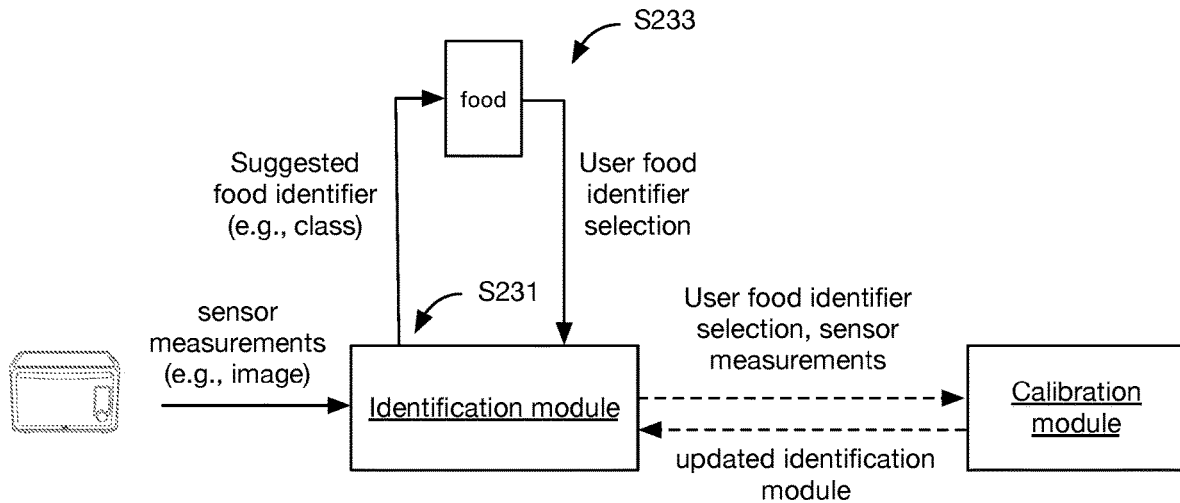 S233
food
Suggested
food identifier
(e.g., class)
User food
identifier
selection
S231
sensor
measurements
(e.g., image)
Identification module
User food identifier
selection, sensor
measurements
updated identification
module
Calibration
module